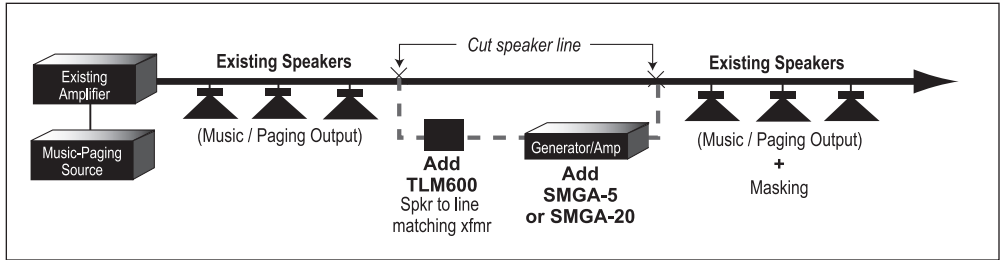 Cut speaker line
Existing Speakers
Existing Speakers
Existing
Amplifier
(Music / Paging Output)
Music-Paging
Source
Add
TLM600
Spkr to line
matching xfmr
Generator/Amp
Add
SMGA-5
or SMGA-20
(Music / Paging Output)
+
Masking